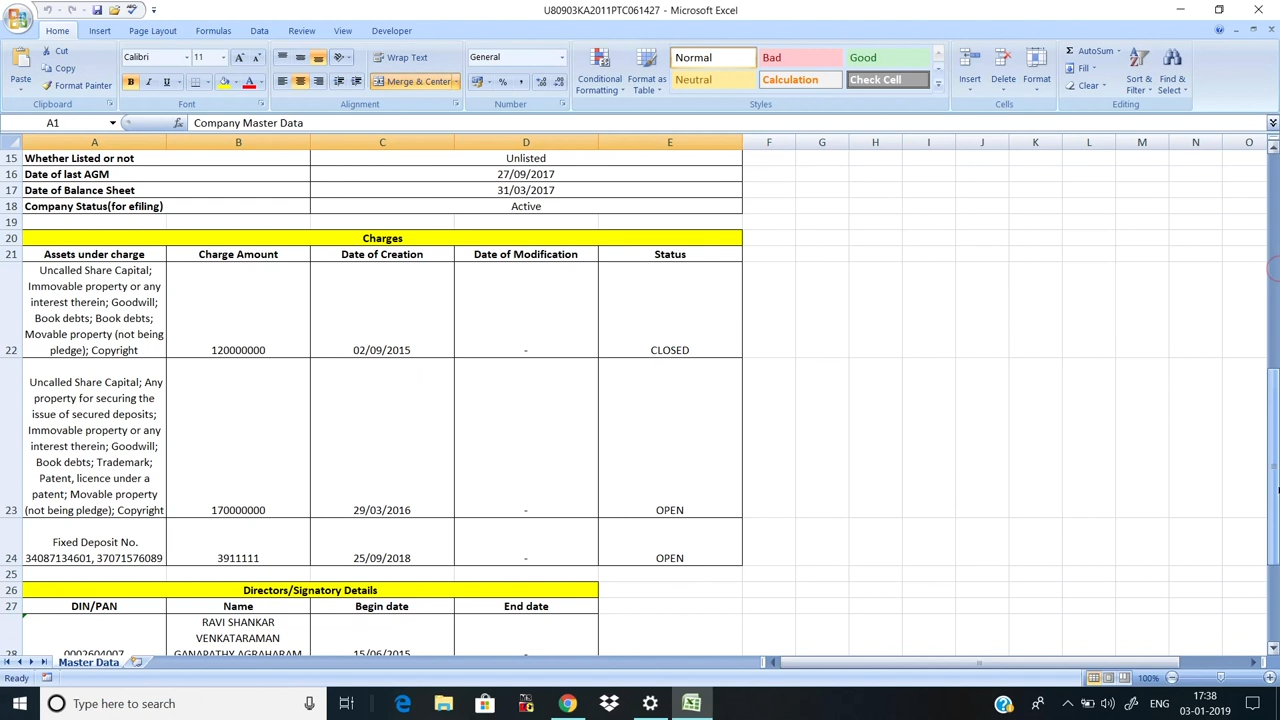 U80903KA2011PTC061427 - Microsoft Excel
Home Insert Page Layout Formulas Data Review View Developer
Paste
Cut
Copy
Format Painter
Clipboard
Calibri 11
B I U
Font
Wrap Text
Merge & Center
Alignment
General
Number
Conditional Formatting
Format as Table
Normal Bad Good
Neutral Calculation Check Cell
Styles
Insert Delete Format
Cells
AutoSum
Fill
Clear
Sort & Filter
Find & Select
Editing
A1 fx Company Master Data
A B C D E F G H I J K L M N O
15 Whether Listed or not Unlisted
16 Date of last AGM 27/09/2017
17 Date of Balance Sheet 31/03/2017
18 Company Status(for efiling) Active
19
20 Charges
21 Assets under charge Charge Amount Date of Creation Date of Modification Status
Uncalled Share Capital;
Immovable property or any
interest therein; Goodwill;
Book debts; Book debts;
Movable property (not being
22 pledge); Copyright 120000000 02/09/2015 - CLOSED
Uncalled Share Capital; Any
property for securing the
issue of secured deposits;
Immovable property or any
interest therein; Goodwill;
Book debts; Trademark;
Patent, licence under a
patent; Movable property
23 (not being pledge); Copyright 170000000 29/03/2016 - OPEN
Fixed Deposit No.
24 34087134601, 37071576089 3911111 25/09/2018 - OPEN
25
26 Directors/Signatory Details
27 DIN/PAN Name Begin date End date
RAVI SHANKAR
VENKATARAMAN
28 0002604007 GANAPATHY AGRAHARAM 15/06/2015 -
Master Data
Ready 100%
Type here to search
ENG
17:38
03-01-2019